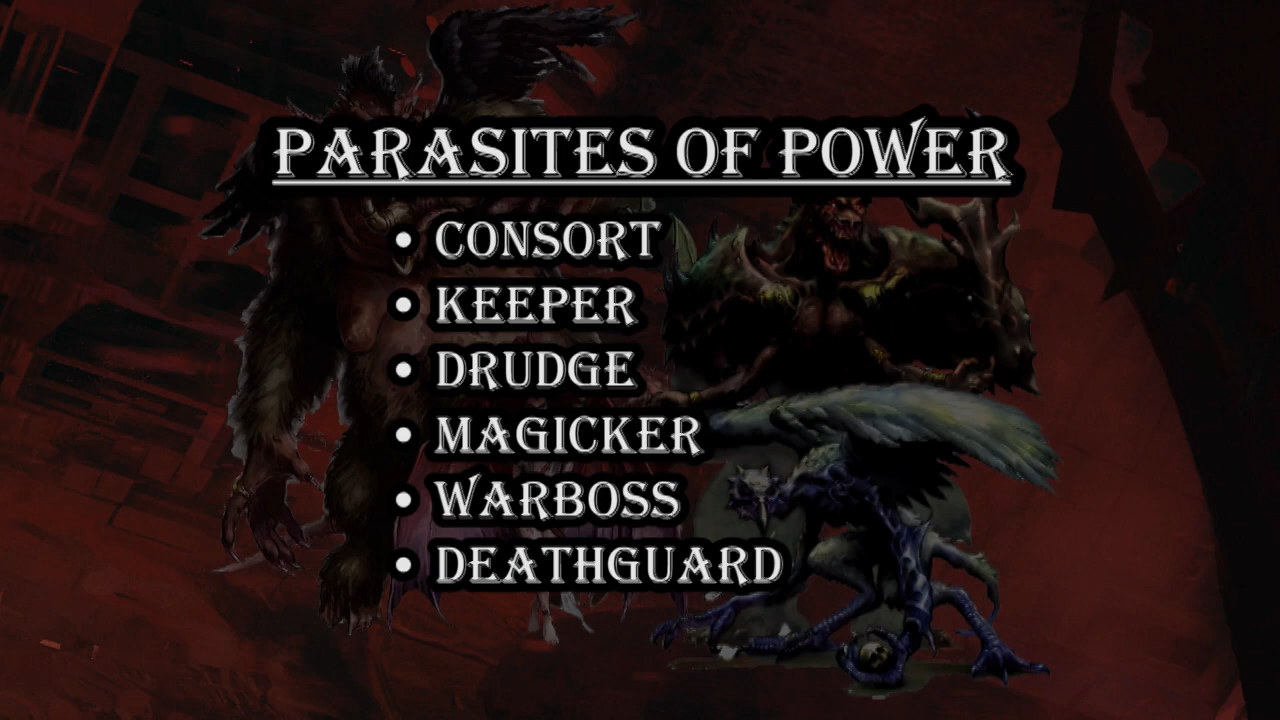 PARASITES OF POWER
• CONSORT
• KEEPER
• DRUDGE
• MAGICKER
• WARBOSS
• DEATHGUARD